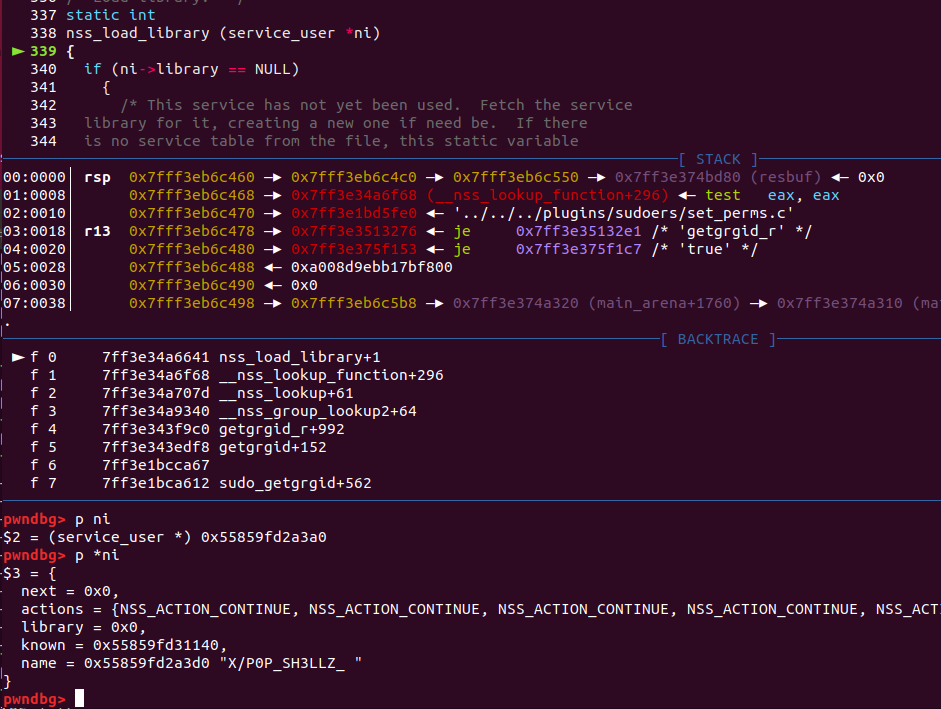 337 static int
338 nss_load_library (service_user *ni)
► 339 {
340   if (ni->library == NULL)
341     {
342       /* This service has not yet been used.  Fetch the service
343   library for it, creating a new one if need be.  If there
344   is no service table from the file, this static variable
[ STACK ]
00:0000│ rsp  0x7fff3eb6c460 —► 0x7fff3eb6c4c0 —► 0x7fff3eb6c550 —► 0x7ff3e374bd80 (resbuf) ◄— 0x0
01:0008│      0x7fff3eb6c468 —► 0x7ff3e34a6f68 (__nss_lookup_function+296) ◄— test   eax, eax
02:0010│      0x7fff3eb6c470 —► 0x7ff3e1bd5fe0 ◄— '../../../plugins/sudoers/set_perms.c'
03:0018│ r13  0x7fff3eb6c478 —► 0x7ff3e3513276 ◄— je     0x7ff3e35132e1 /* 'getgrgid_r' */
04:0020│      0x7fff3eb6c480 —► 0x7ff3e375f153 ◄— je     0x7ff3e375f1c7 /* 'true' */
05:0028│      0x7fff3eb6c488 ◄— 0xa008d9ebb17bf800
06:0030│      0x7fff3eb6c490 ◄— 0x0
07:0038│      0x7fff3eb6c498 —► 0x7fff3eb6c5b8 —► 0x7ff3e374a320 (main_arena+1760) —► 0x7ff3e374a310 (ma
[ BACKTRACE ]
► f 0     7ff3e34a6641 nss_load_library+1
f 1     7ff3e34a6f68 __nss_lookup_function+296
f 2     7ff3e34a707d __nss_lookup+61
f 3     7ff3e34a9340 __nss_group_lookup2+64
f 4     7ff3e343f9c0 getgrgid_r+992
f 5     7ff3e343edf8 getgrgid+152
f 6     7ff3e1bcca67
f 7     7ff3e1bca612 sudo_getgrgid+562
pwndbg> p ni
$2 = (service_user *) 0x55859fd2a3a0
pwndbg> p *ni
$3 = {
next = 0x0,
actions = {NSS_ACTION_CONTINUE, NSS_ACTION_CONTINUE, NSS_ACTION_CONTINUE, NSS_ACTION_CONTINUE, NSS_ACT
library = 0x0,
known = 0x55859fd31140,
name = 0x55859fd2a3d0 "X/P0P_SH3LLZ_ "
}
pwndbg>